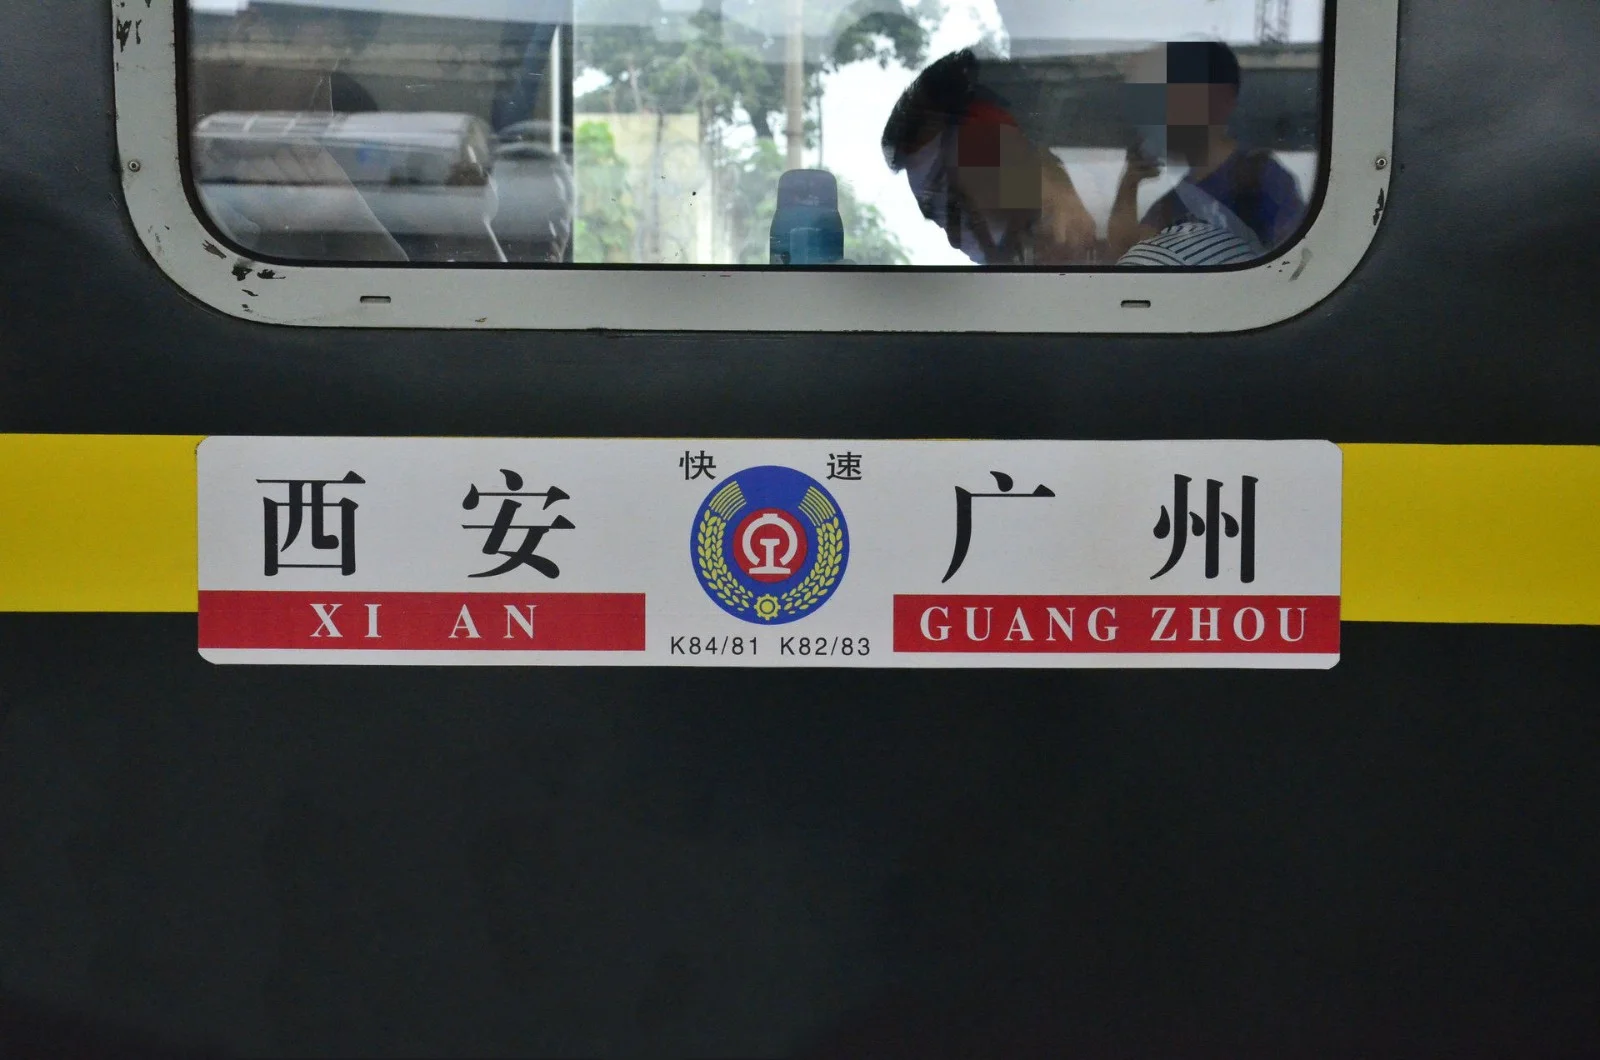 快 速
西 安 广 州
XI AN GUANG ZHOU
K84/81 K82/83